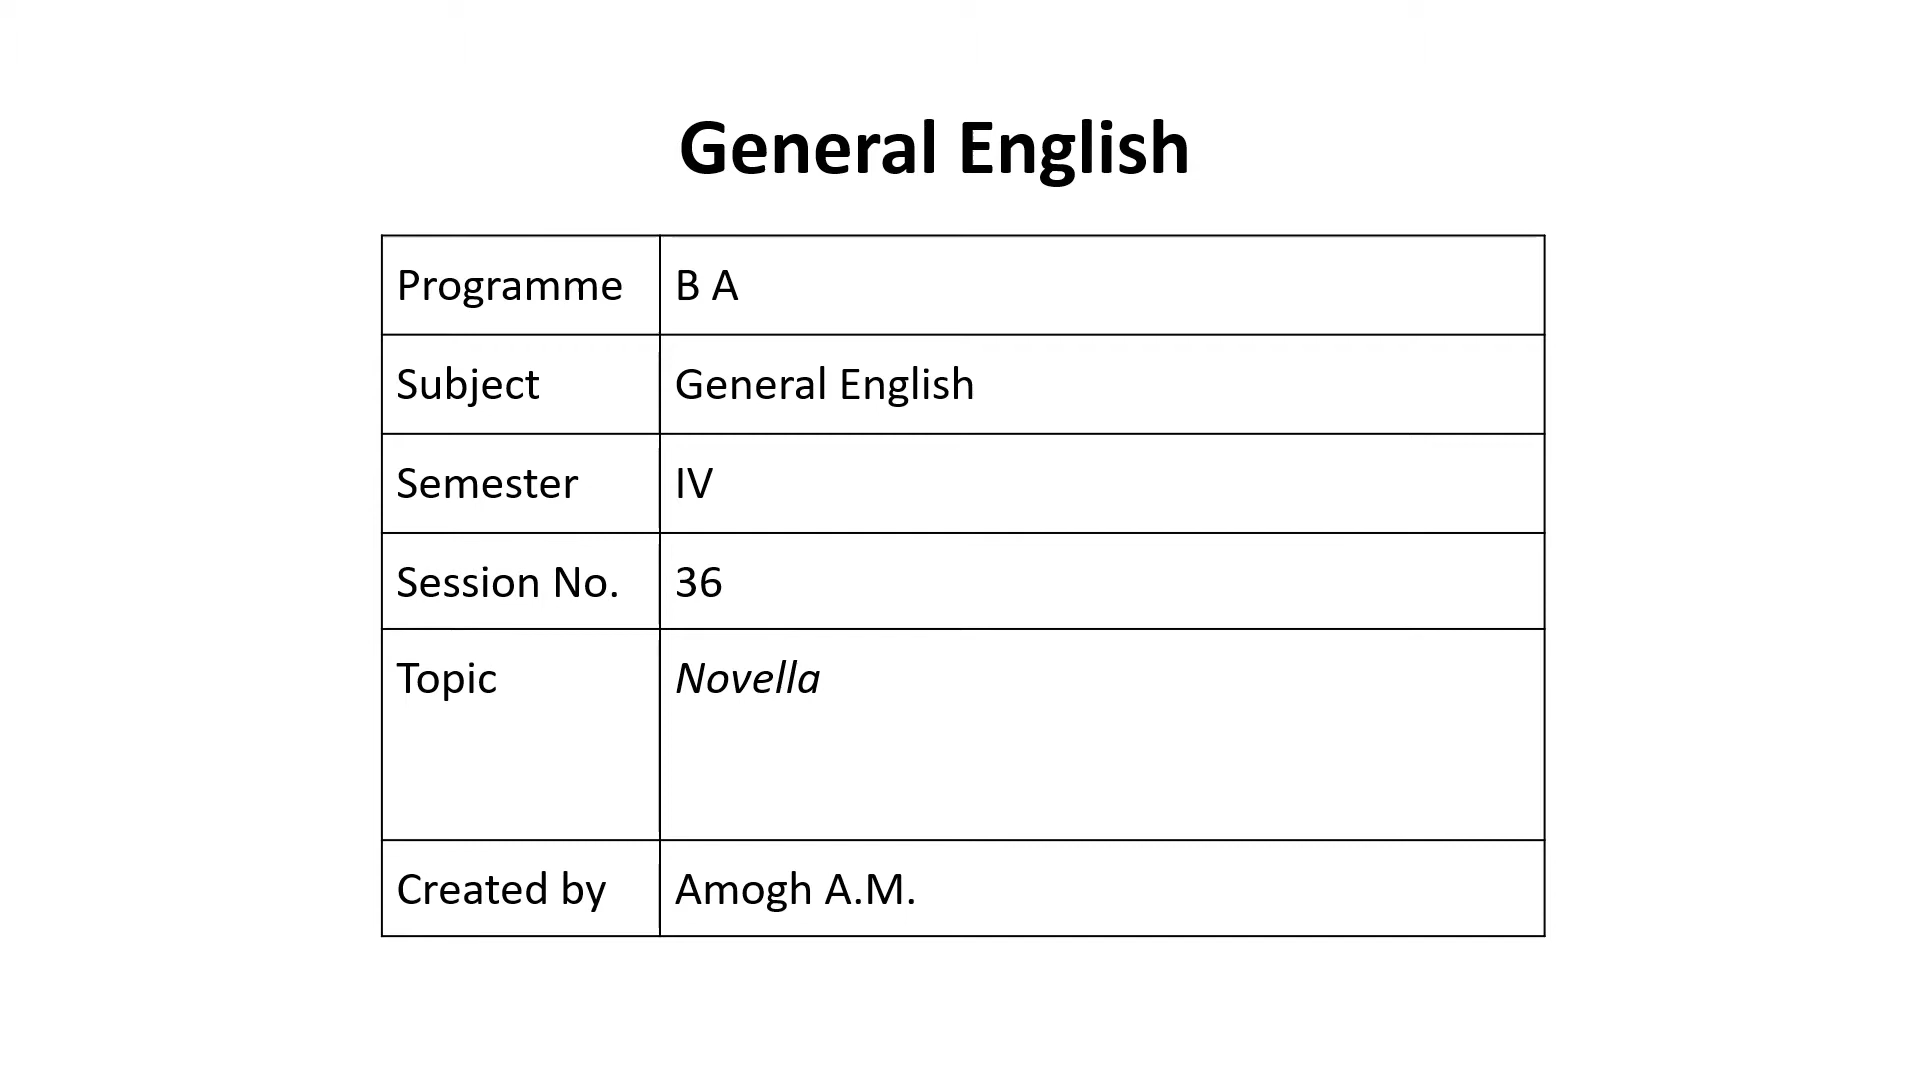 General English
Programme B A
Subject General English
Semester IV
Session No. 36
Topic Novella
Created by Amogh A.M.